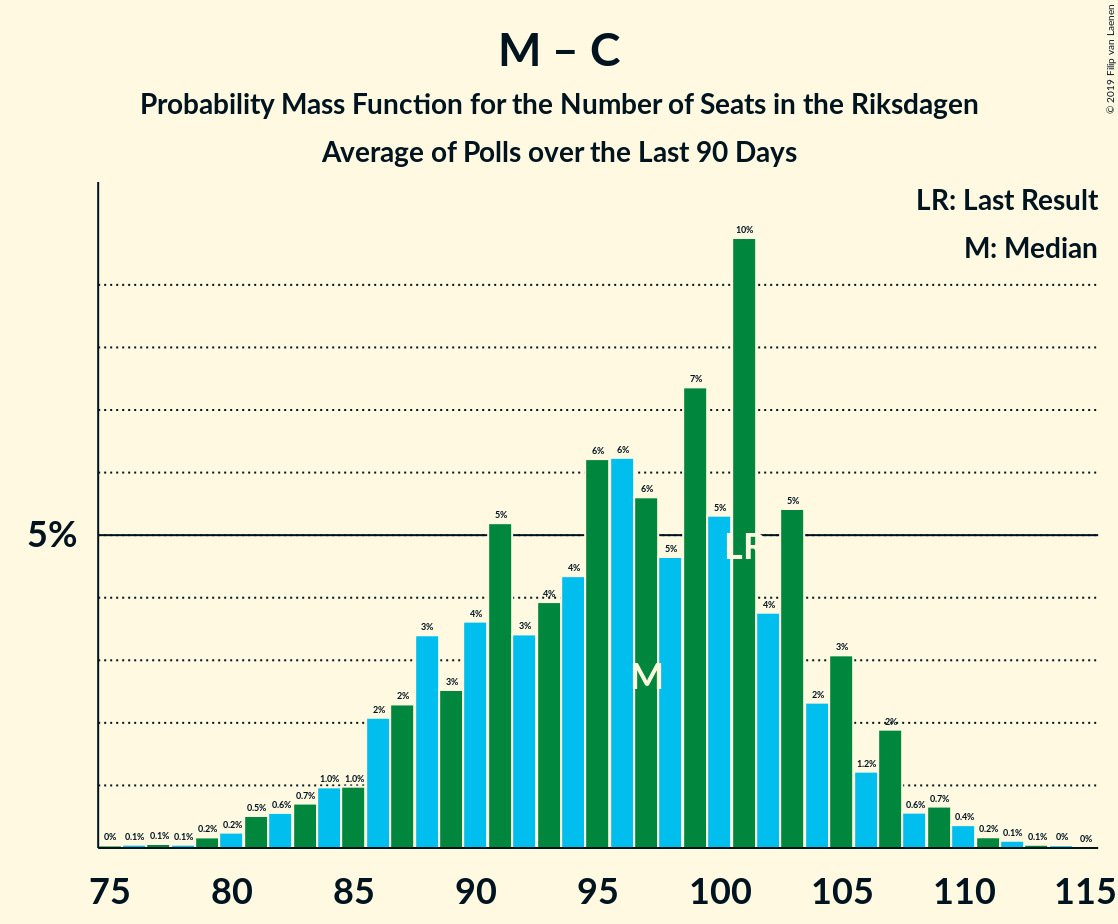 M – C
Probability Mass Function for the Number of Seats in the Riksdagen
Average of Polls over the Last 90 Days
© 2019 Filip van Laenen
LR: Last Result
M: Median
5%
0% 0.1% 0.1% 0.1% 0.2% 0.2% 0.5% 0.6% 0.7% 1.0% 1.0% 2% 2% 3% 3% 4% 5% 3% 4% 4% 6% 6% 6% 5% 7% 5% 10% 4% 5% 2% 3% 1.2% 2% 0.6% 0.7% 0.4% 0.2% 0.1% 0.1% 0% 0%
LR
M
75 80 85 90 95 100 105 110 115